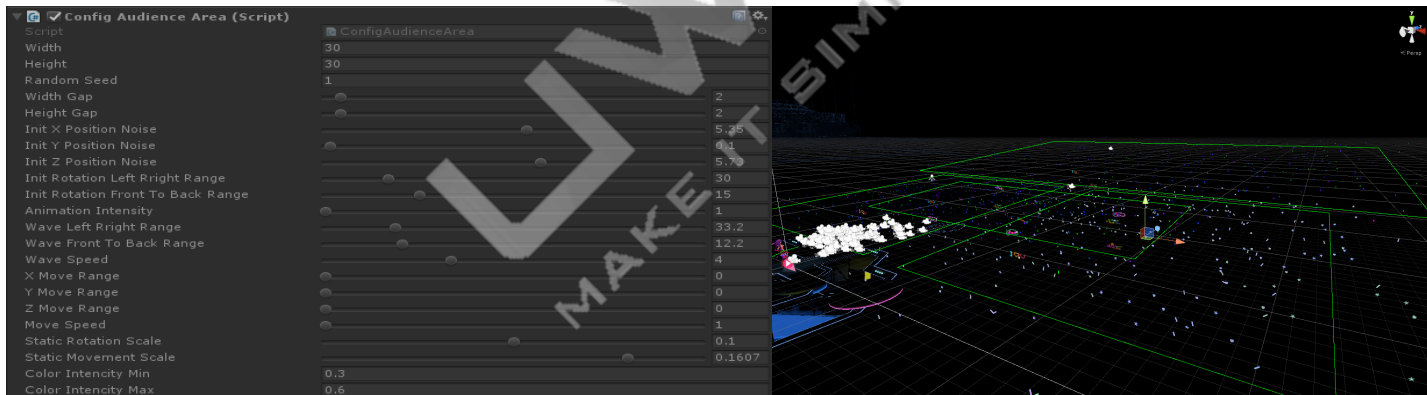 Config Audience Area (Script)
Script ConfigAudienceArea
Width 30
Height 30
Random Seed 1
Width Gap 2
Height Gap 2
Init X Position Noise 5.35
Init Y Position Noise 0.1
Init Z Position Noise 5.73
Init Rotation Left Rright Range 30
Init Rotation Front To Back Range 15
Animation Intensity 1
Wave Left Rright Range 33.2
Wave Front To Back Range 12.2
Wave Speed 4
X Move Range 0
Y Move Range 0
Z Move Range 0
Move Speed 1
Static Rotation Scale 0.1
Static Movement Scale 0.1607
Color Intencity Min 0.3
Color Intencity Max 0.6
UW
MAKE IT SIM
y
Persp